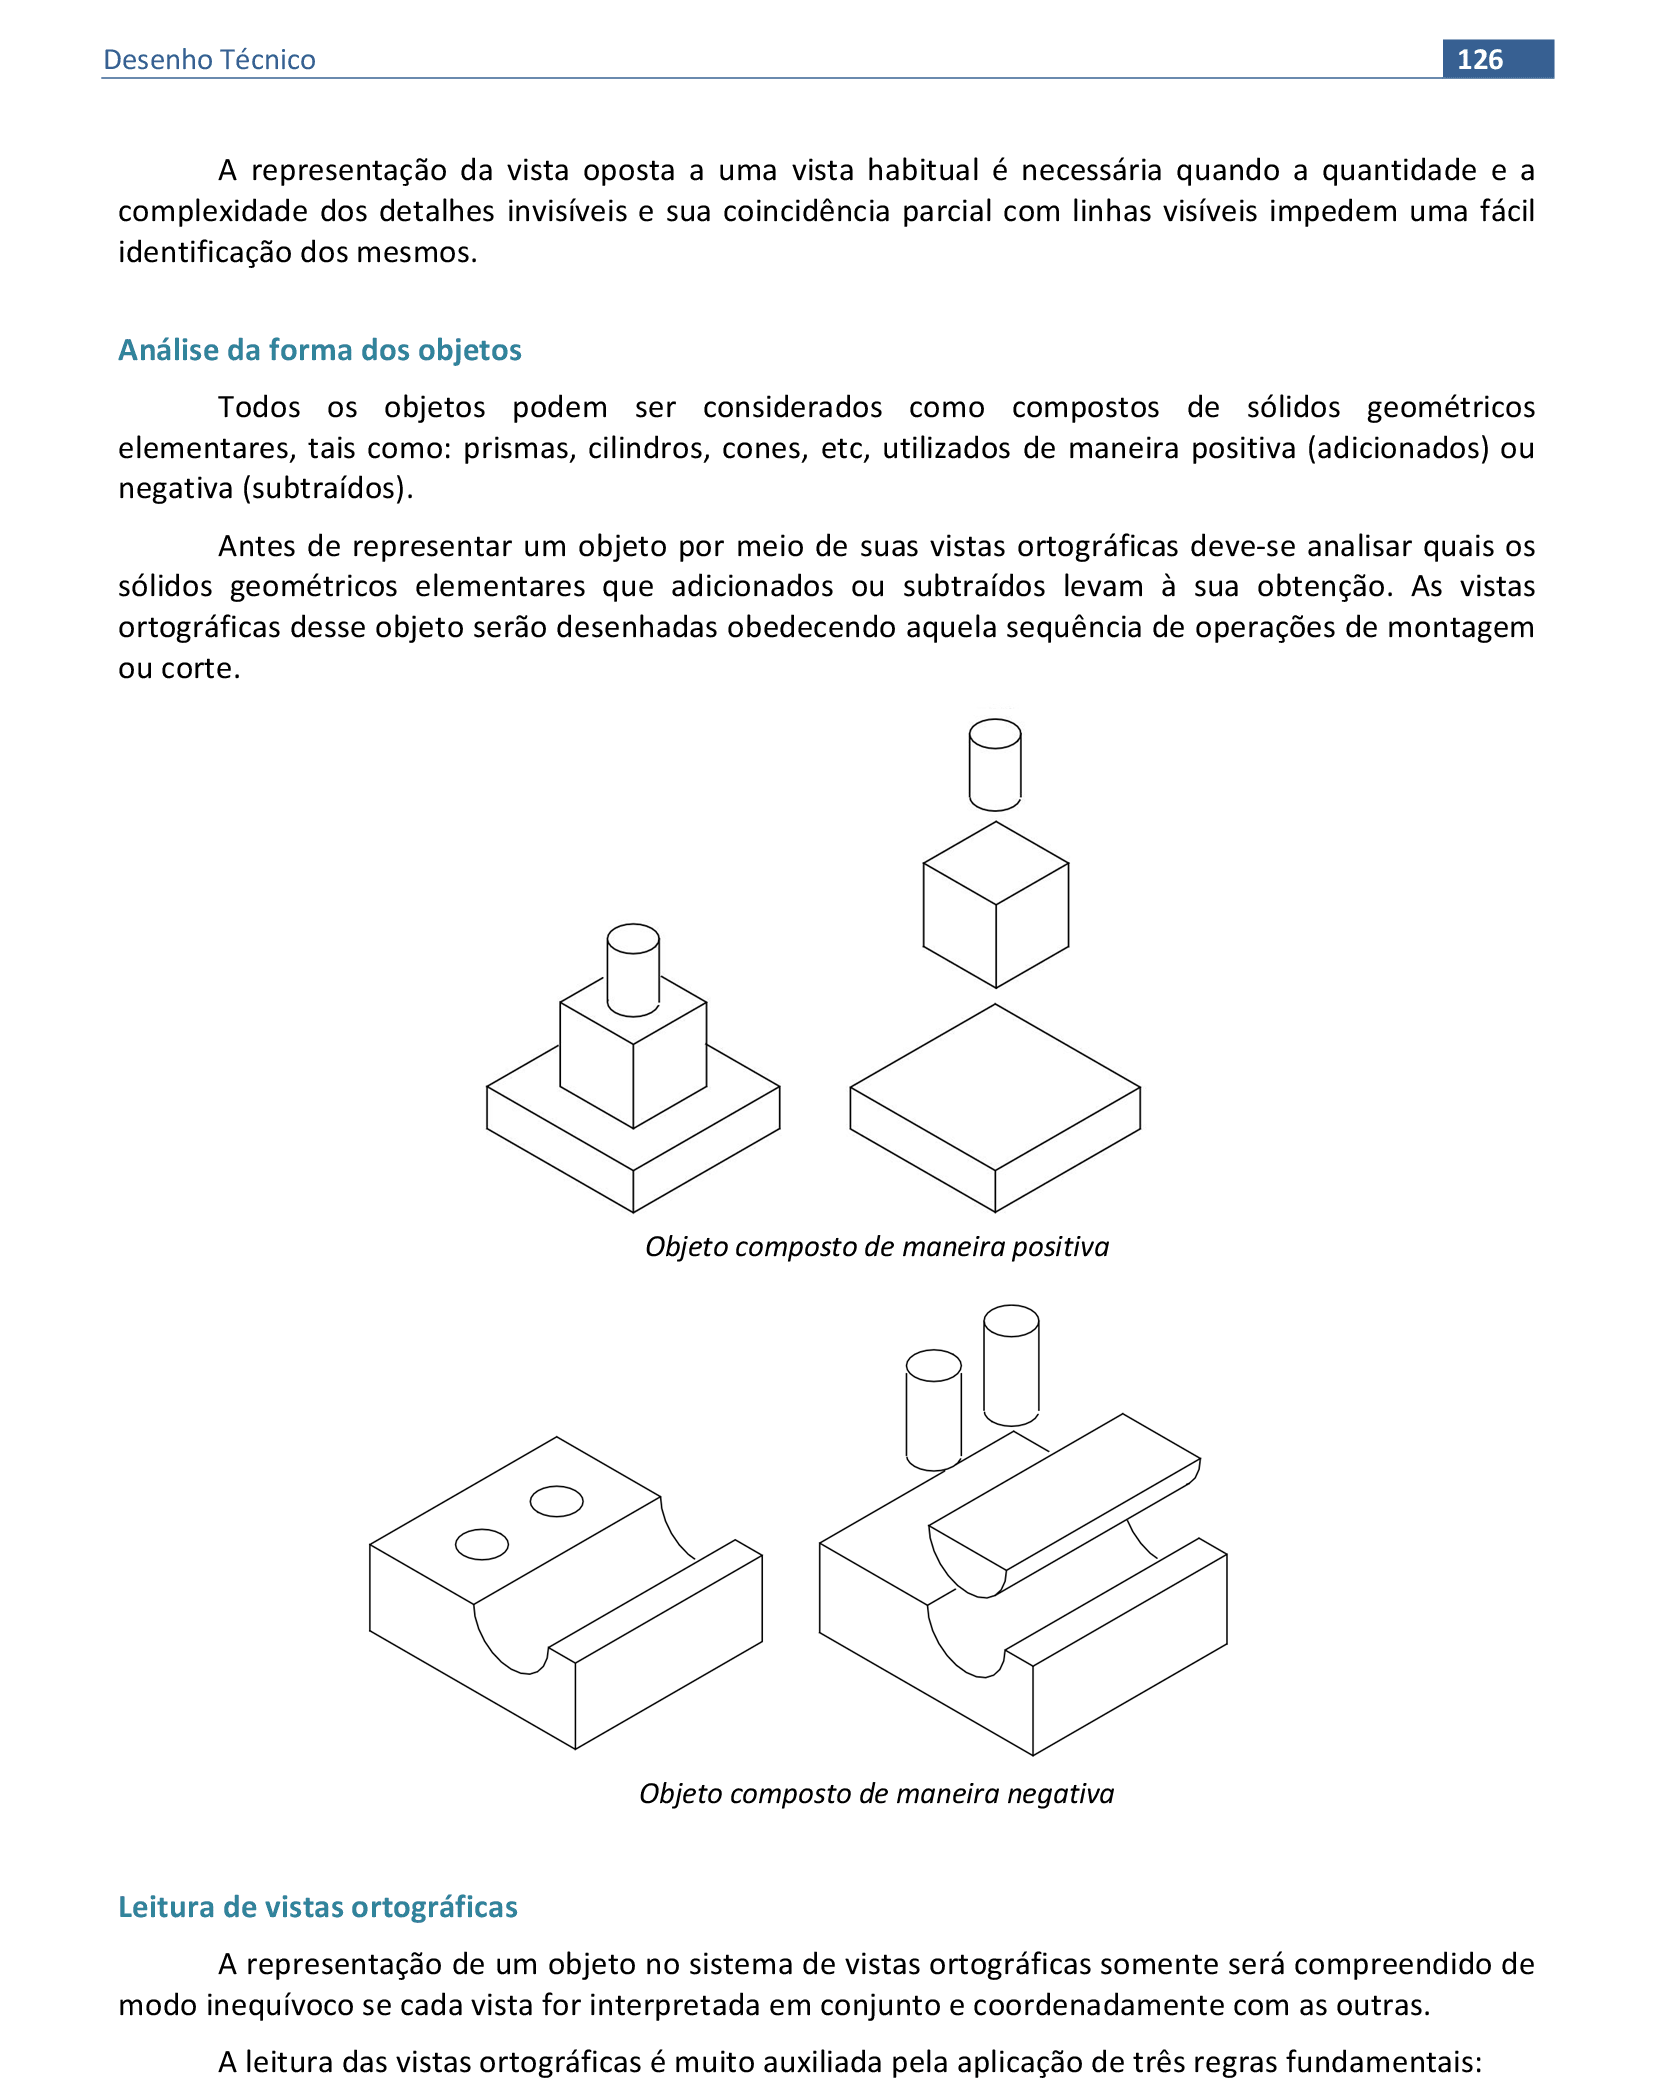 Desenho Técnico 126
A representação da vista oposta a uma vista habitual é necessária quando a quantidade e a
complexidade dos detalhes invisíveis e sua coincidência parcial com linhas visíveis impedem uma fácil
identificação dos mesmos.
Análise da forma dos objetos
Todos os objetos podem ser considerados como compostos de sólidos geométricos
elementares, tais como: prismas, cilindros, cones, etc, utilizados de maneira positiva (adicionados) ou
negativa (subtraídos).
Antes de representar um objeto por meio de suas vistas ortográficas deve-se analisar quais os
sólidos geométricos elementares que adicionados ou subtraídos levam à sua obtenção. As vistas
ortográficas desse objeto serão desenhadas obedecendo aquela sequência de operações de montagem
ou corte.
Objeto composto de maneira positiva
Objeto composto de maneira negativa
Leitura de vistas ortográficas
A representação de um objeto no sistema de vistas ortográficas somente será compreendido de
modo inequívoco se cada vista for interpretada em conjunto e coordenadamente com as outras.
A leitura das vistas ortográficas é muito auxiliada pela aplicação de três regras fundamentais: